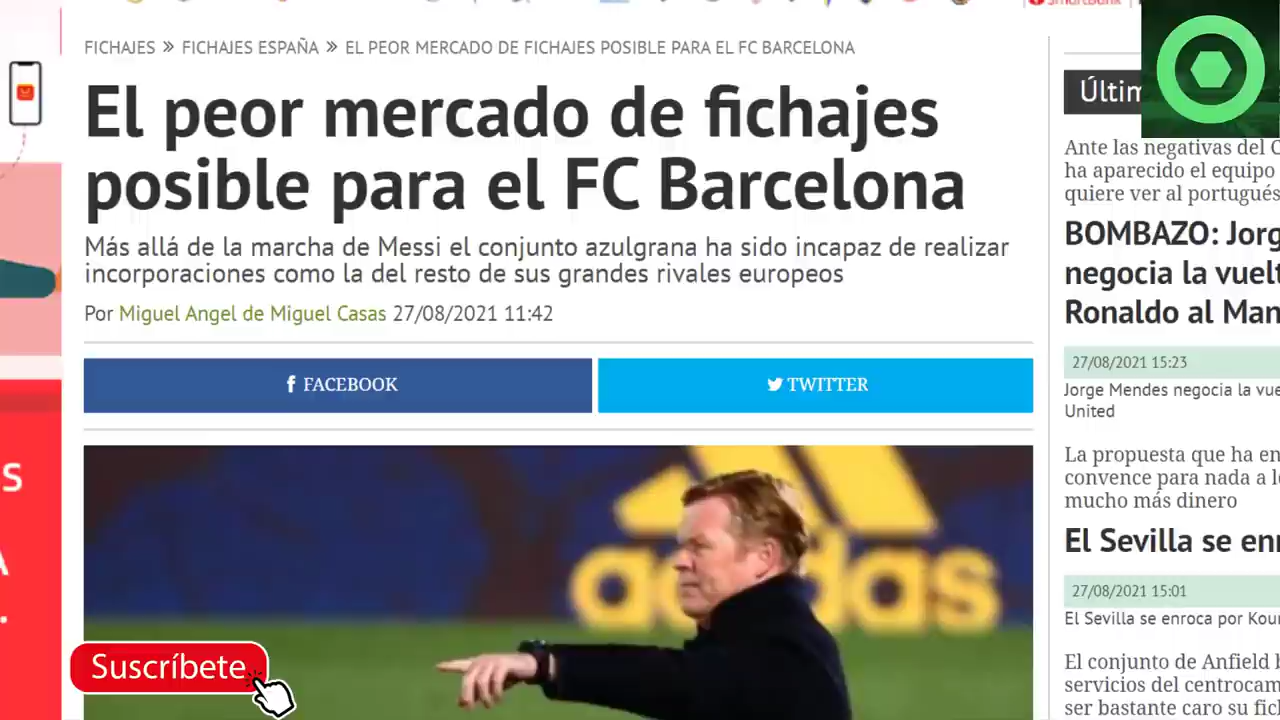 FICHAJES » FICHAJES ESPAÑA » EL PEOR MERCADO DE FICHAJES POSIBLE PARA EL FC BARCELONA
El peor mercado de fichajes
posible para el FC Barcelona
Más allá de la marcha de Messi el conjunto azulgrana ha sido incapaz de realizar
incorporaciones como la del resto de sus grandes rivales europeos
Por Miguel Angel de Miguel Casas 27/08/2021 11:42
FACEBOOK
TWITTER
adidas
Suscríbete
Ante las negativas del
ha aparecido el equipo
quiere ver al portugués
BOMBAZO: Jorg
negocia la vuelt
Ronaldo al Man
27/08/2021 15:23
Jorge Mendes negocia la vue
United
La propuesta que ha en
convence para nada a
mucho más dinero
El Sevilla se en
27/08/2021 15:01
El Sevilla se enroca por Koun
El conjunto de Anfield
servicios del centrocam
ser bastante caro su fich